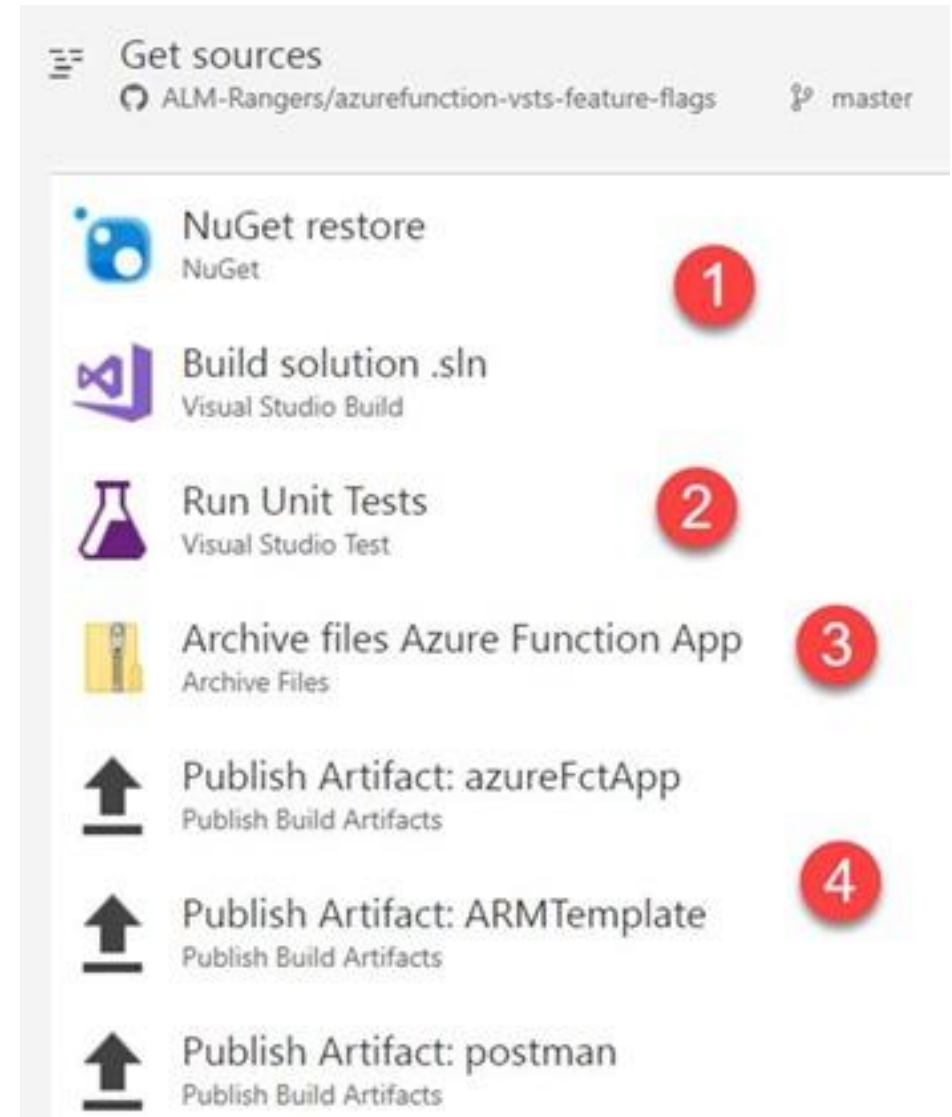 Get sources
ALM-Rangers/azurefunction-vsts-feature-flags master
NuGet restore
NuGet
1
Build solution .sln
Visual Studio Build
Run Unit Tests
2
Visual Studio Test
Archive files Azure Function App
3
Archive Files
Publish Artifact: azureFctApp
Publish Build Artifacts
4
Publish Artifact: ARMTemplate
Publish Build Artifacts
Publish Artifact: postman
Publish Build Artifacts